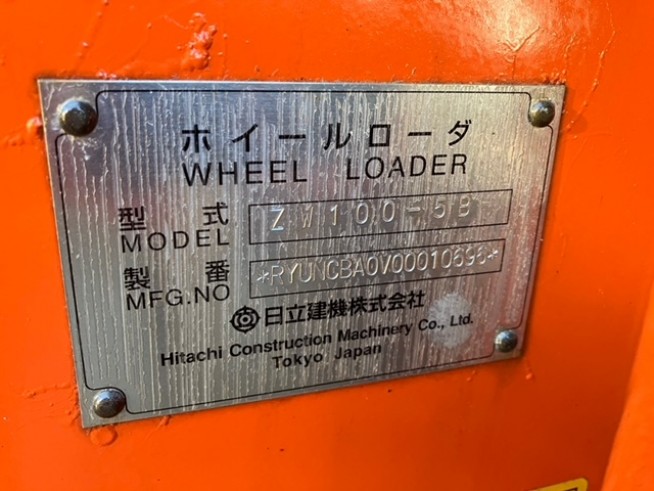 ホイールローダ
WHEEL LOADER
型式 ZW100-5B
MODEL
製番 *RYUNCBA0V00010696*
MFG.NO
日立建機株式会社
Hitachi Construction Machinery Co., Ltd.
Tokyo Japan